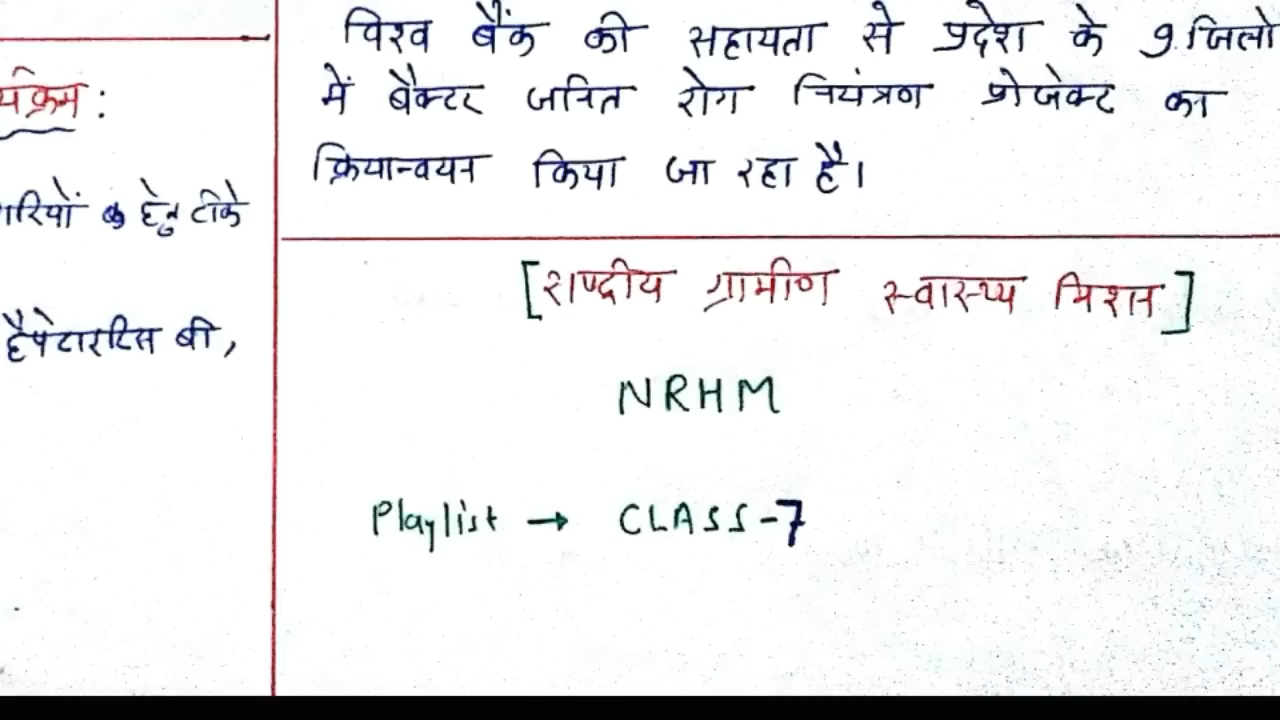 र्यक्रम :
ारियों के हेतु टीके
हैपेटाइटिस बी,
विश्व बैंक की सहायता से प्रदेश के 9 जिलो
में बैक्टर जनित रोग नियंत्रण प्रोजेक्ट का
क्रियान्वयन किया जा रहा है।
[राष्ट्रीय ग्रामीण स्वास्थ्य मिशन]
NRHM
Playlist → CLASS-7